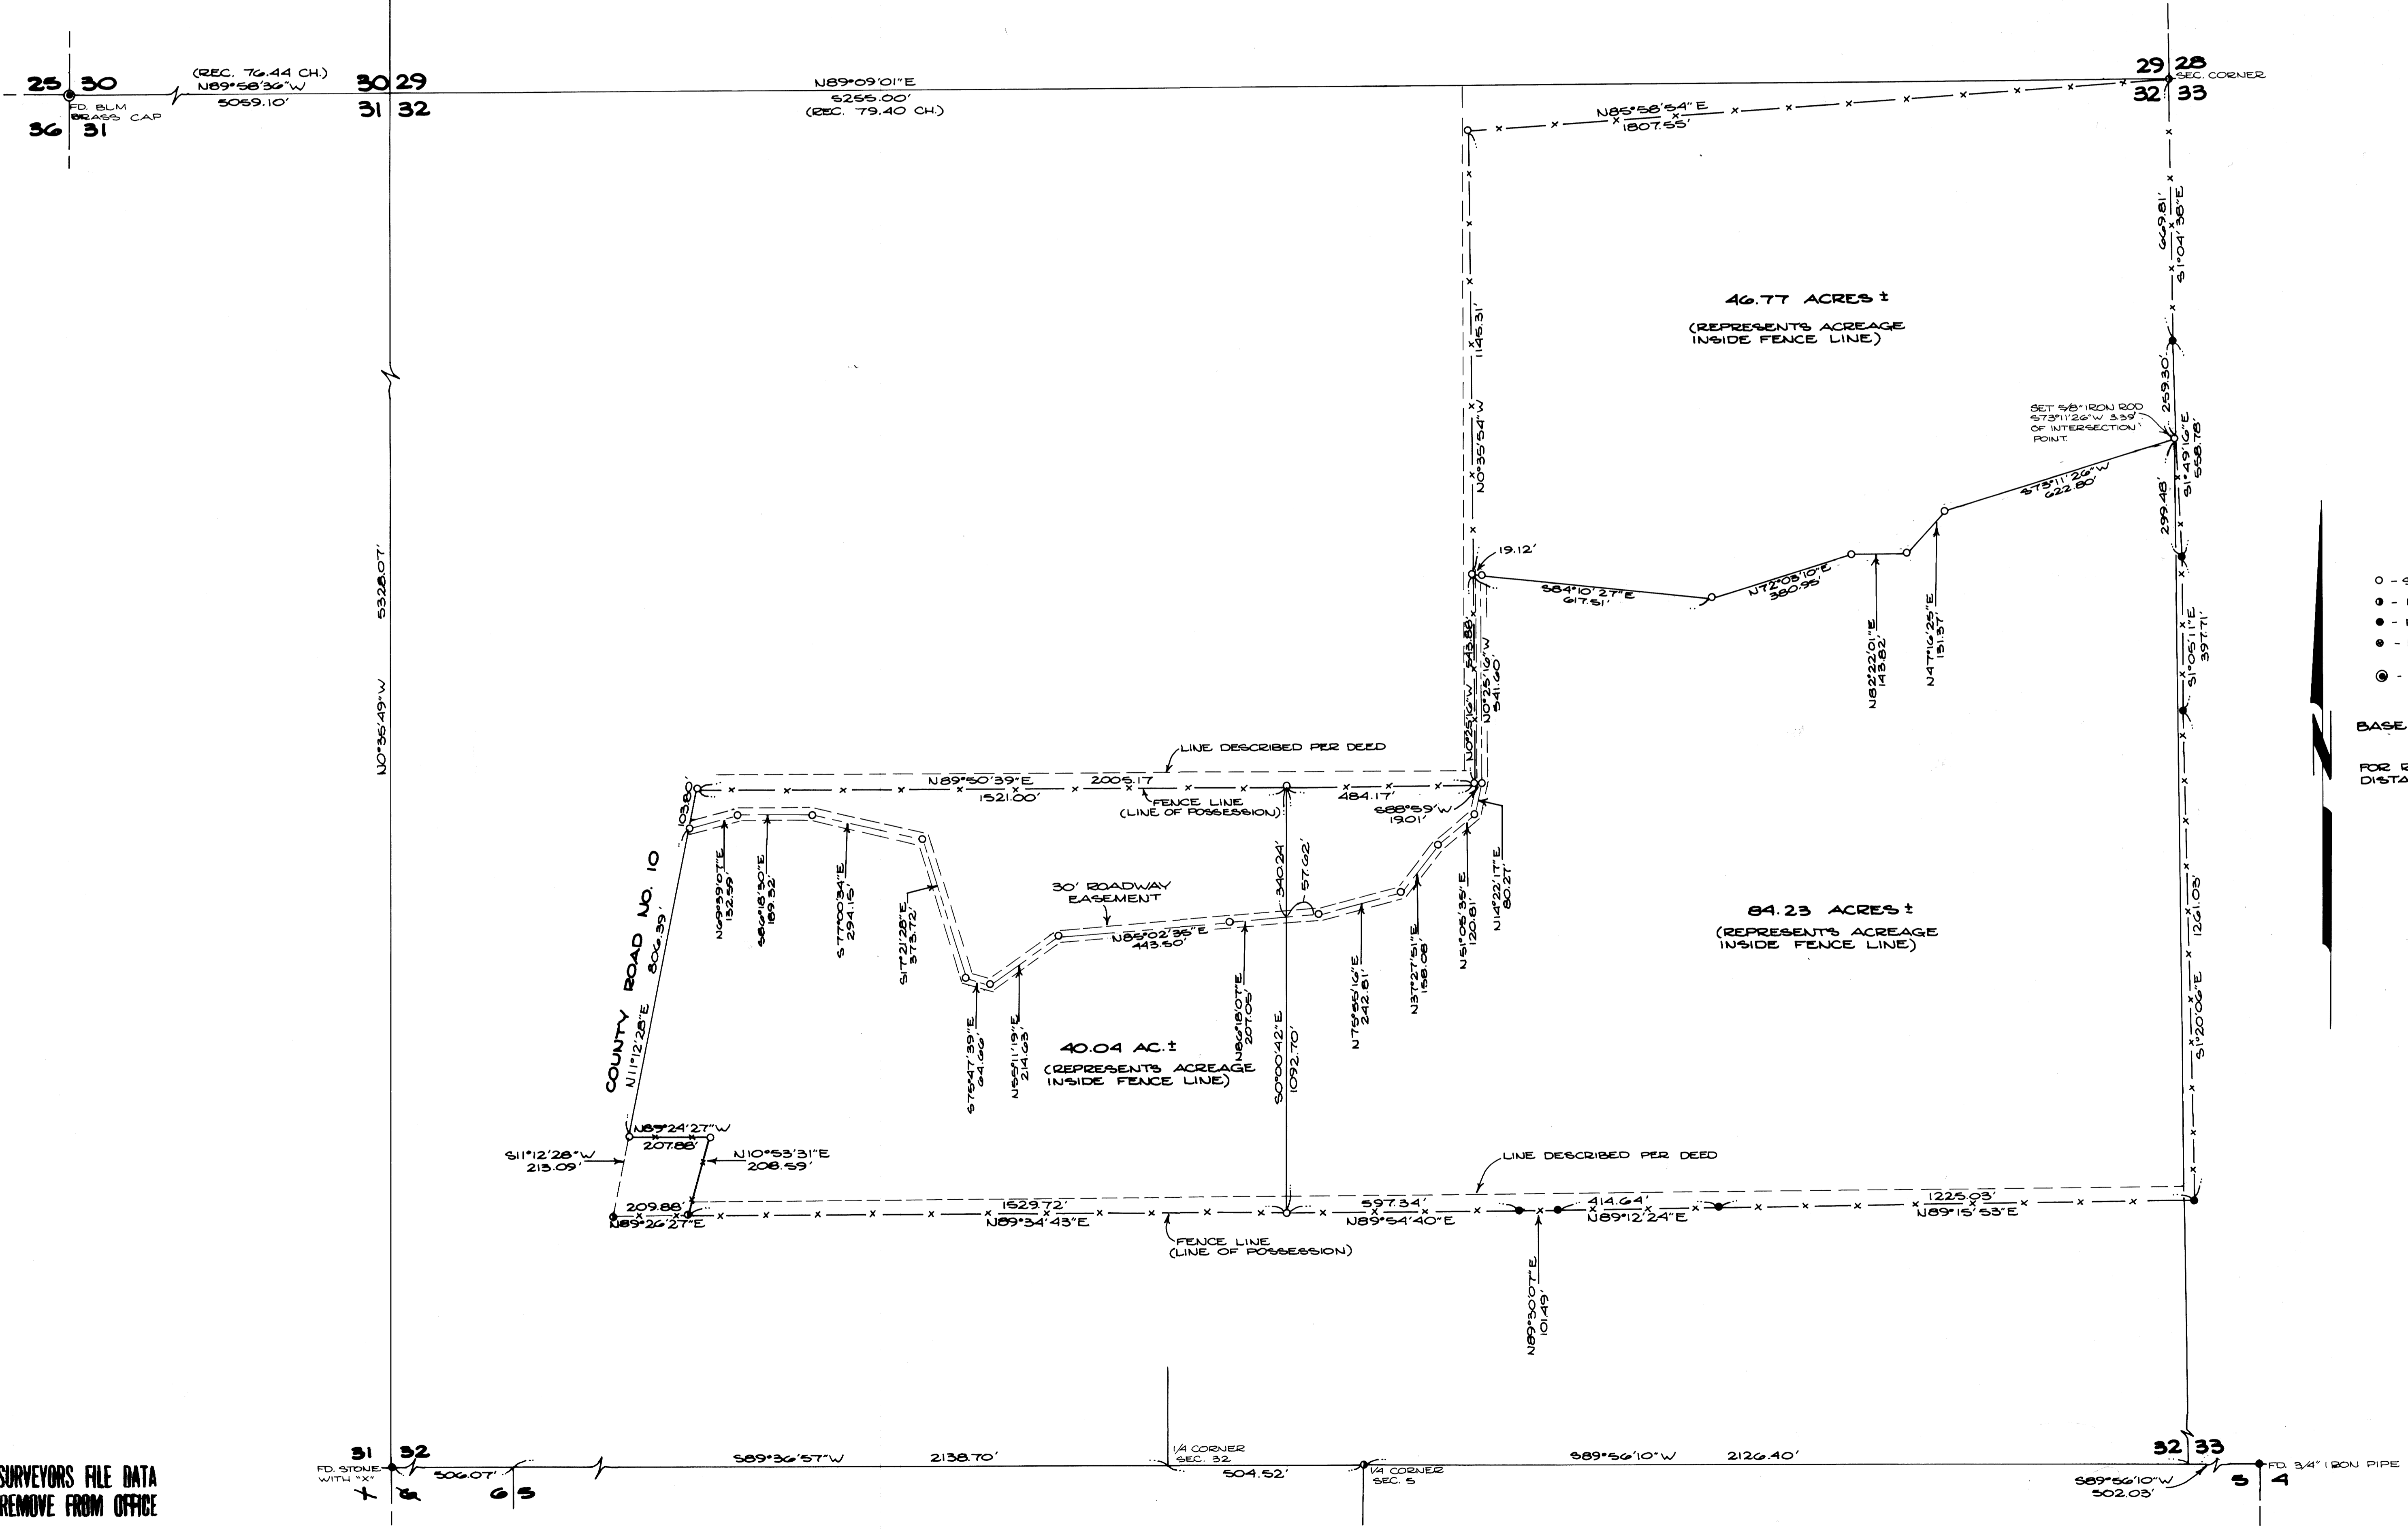 25 30
FD. BLM
BRASS CAP
36 31
(REC. 76.44 CH.)
N89°58'36"W
5059.10'
30 29
31 32
N89°09'01"E
5255.00'
(REC. 79.40 CH.)
29 28
SEC. CORNER
32 33
N85°58'54"E
1807.55'
669.81'
S1°04'38"E
46.77 ACRES ±
(REPRESENTS ACREAGE
INSIDE FENCE LINE)
1145.31'
N0°35'54"W
259.30'
SET 5/8" IRON ROD
S73°11'26"W 3.39'
OF INTERSECTION
POINT.
S1°49'16"E
558.78'
S73°11'26"W
622.80'
299.48'
19.12'
S84°10'27"E
617.51'
N72°03'10"E
380.95'
N82°22'01"E
143.82'
N47°16'25"E
131.37'
S1°05'11"E
397.71'
N0°25'16"W 543.88'
N0°25'16"W
541.60'
5328.07'
N0°35'49"W
BASE
FOR R
DISTA
LINE DESCRIBED PER DEED
N89°50'39"E 2005.17
1521.00'
FENCE LINE
(LINE OF POSSESSION)
484.17'
S88°59'W
19.01'
103.80'
COUNTY ROAD NO. 10
N11°12'28"E 806.39'
N69°39'07"E
132.59'
S86°18'30"E
189.32'
S77°00'34"E
294.15'
S17°21'28"E
373.72'
30' ROADWAY
EASEMENT
N85°02'35"E
443.50'
340.24'
57.62'
N51°05'35"E
120.81'
N14°22'17"E
80.27'
N37°27'51"E
158.08'
N75°55'16"E
242.81'
N86°18'07"E
207.05'
S75°47'39"E
64.66'
N55°11'19"E
214.63'
S0°00'42"E
1092.70'
40.04 AC.±
(REPRESENTS ACREAGE
INSIDE FENCE LINE)
84.23 ACRES ±
(REPRESENTS ACREAGE
INSIDE FENCE LINE)
S1°20'06"E 1261.03'
N89°24'27"W
207.88'
S11°12'28"W
213.09'
N10°53'31"E
208.59'
LINE DESCRIBED PER DEED
209.88'
N89°26'27"E
1529.72'
N89°34'43"E
597.34'
N89°54'40"E
414.64'
N89°12'24"E
1225.03'
N89°15'53"E
FENCE LINE
(LINE OF POSSESSION)
N89°30'07"E
101.49'
31 32
FD. STONE
WITH "X"
6
506.07'
6 5
S89°36'57"W 2138.70'
1/4 CORNER
SEC. 32
504.52'
1/4 CORNER
SEC. 5
S89°56'10"W 2126.40'
32 33
S89°56'10"W
502.03'
FD. 3/4" IRON PIPE
5 4
SURVEYORS FILE DATA
REMOVE FROM OFFICE